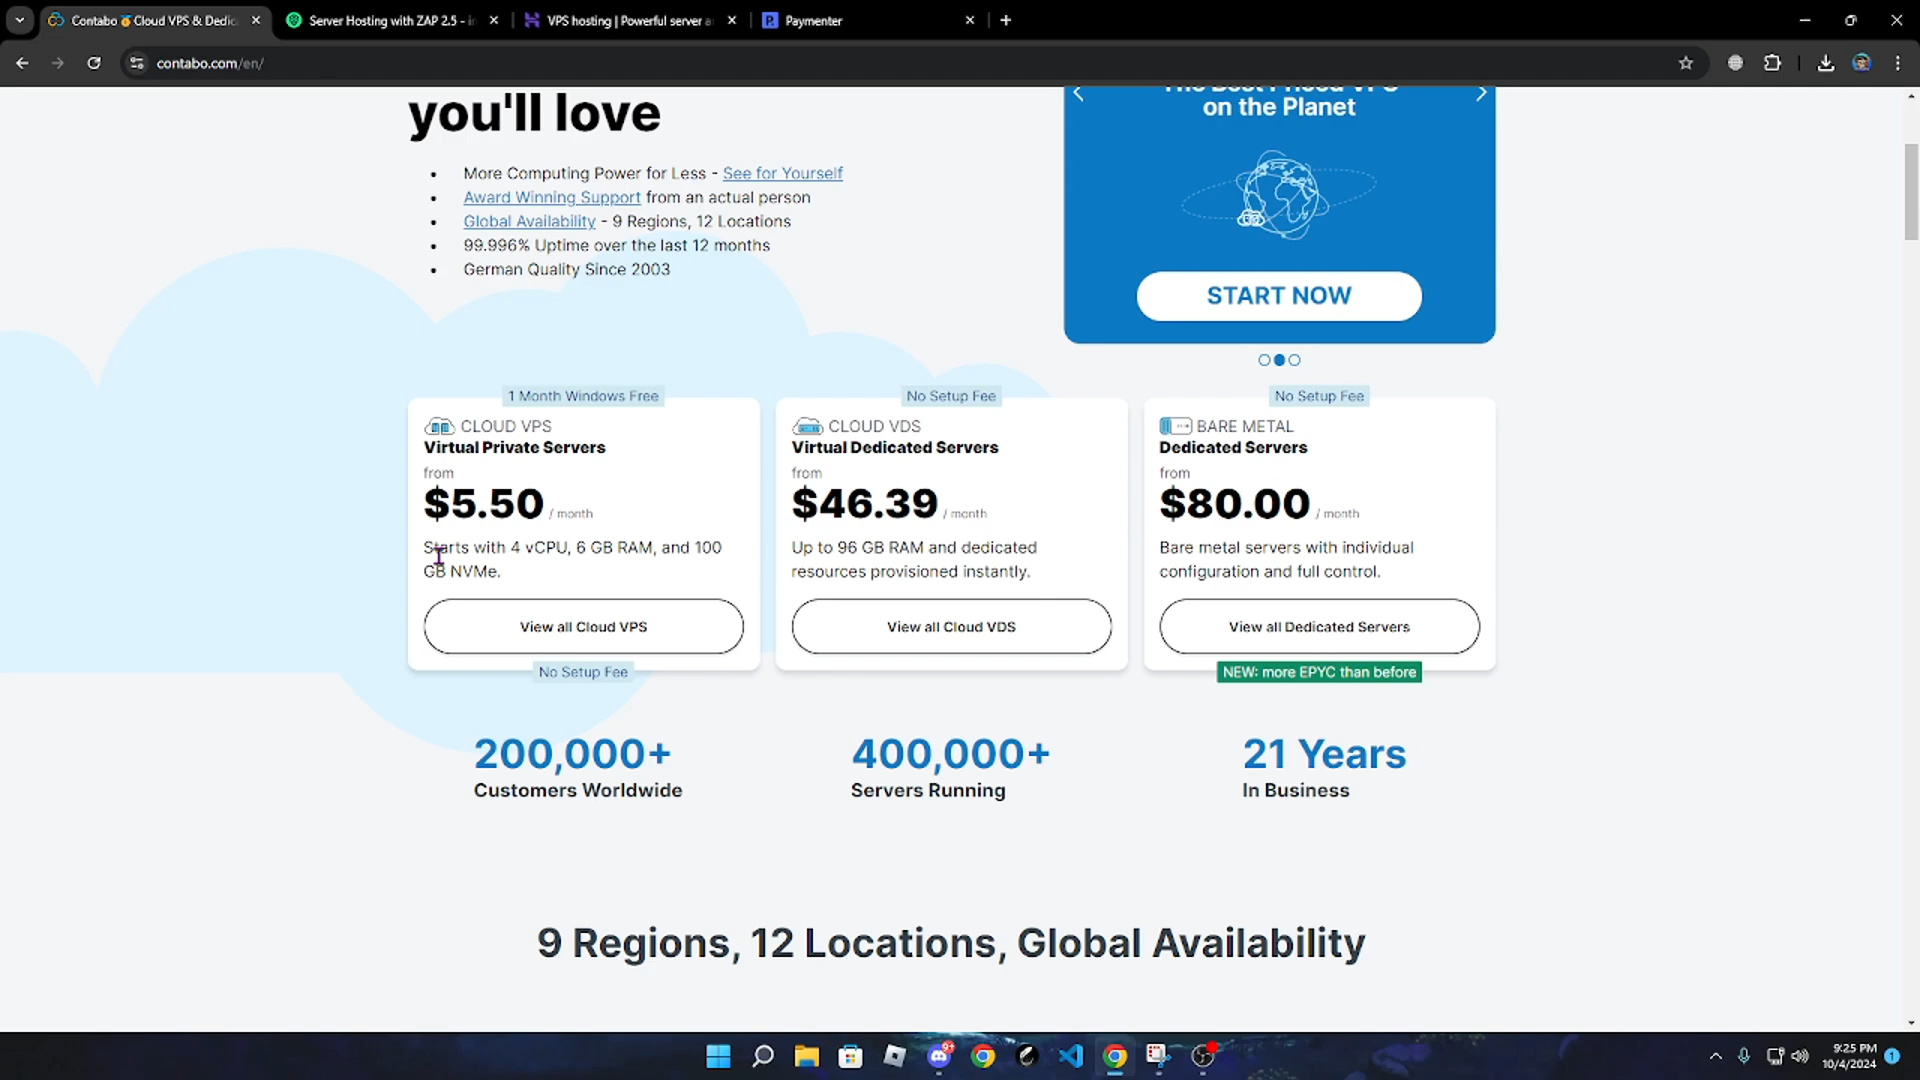 Contabo Cloud VPS & Dedic
Server Hosting with ZAP 2.5 - i
VPS hosting | Powerful server a
Paymenter
contabo.com/en/
you'll love
More Computing Power for Less - See for Yourself
Award Winning Support from an actual person
Global Availability - 9 Regions, 12 Locations
99.996% Uptime over the last 12 months
German Quality Since 2003
on the Planet
START NOW
1 Month Windows Free
CLOUD VPS
Virtual Private Servers
from
$5.50 / month
Starts with 4 vCPU, 6 GB RAM, and 100
GB NVMe.
View all Cloud VPS
No Setup Fee
No Setup Fee
CLOUD VDS
Virtual Dedicated Servers
from
$46.39 / month
Up to 96 GB RAM and dedicated
resources provisioned instantly.
View all Cloud VDS
No Setup Fee
BARE METAL
Dedicated Servers
from
$80.00 / month
Bare metal servers with individual
configuration and full control.
View all Dedicated Servers
NEW: more EPYC than before
200,000+
Customers Worldwide
400,000+
Servers Running
21 Years
In Business
9 Regions, 12 Locations, Global Availability
9+
9:25 PM
10/4/2024
1